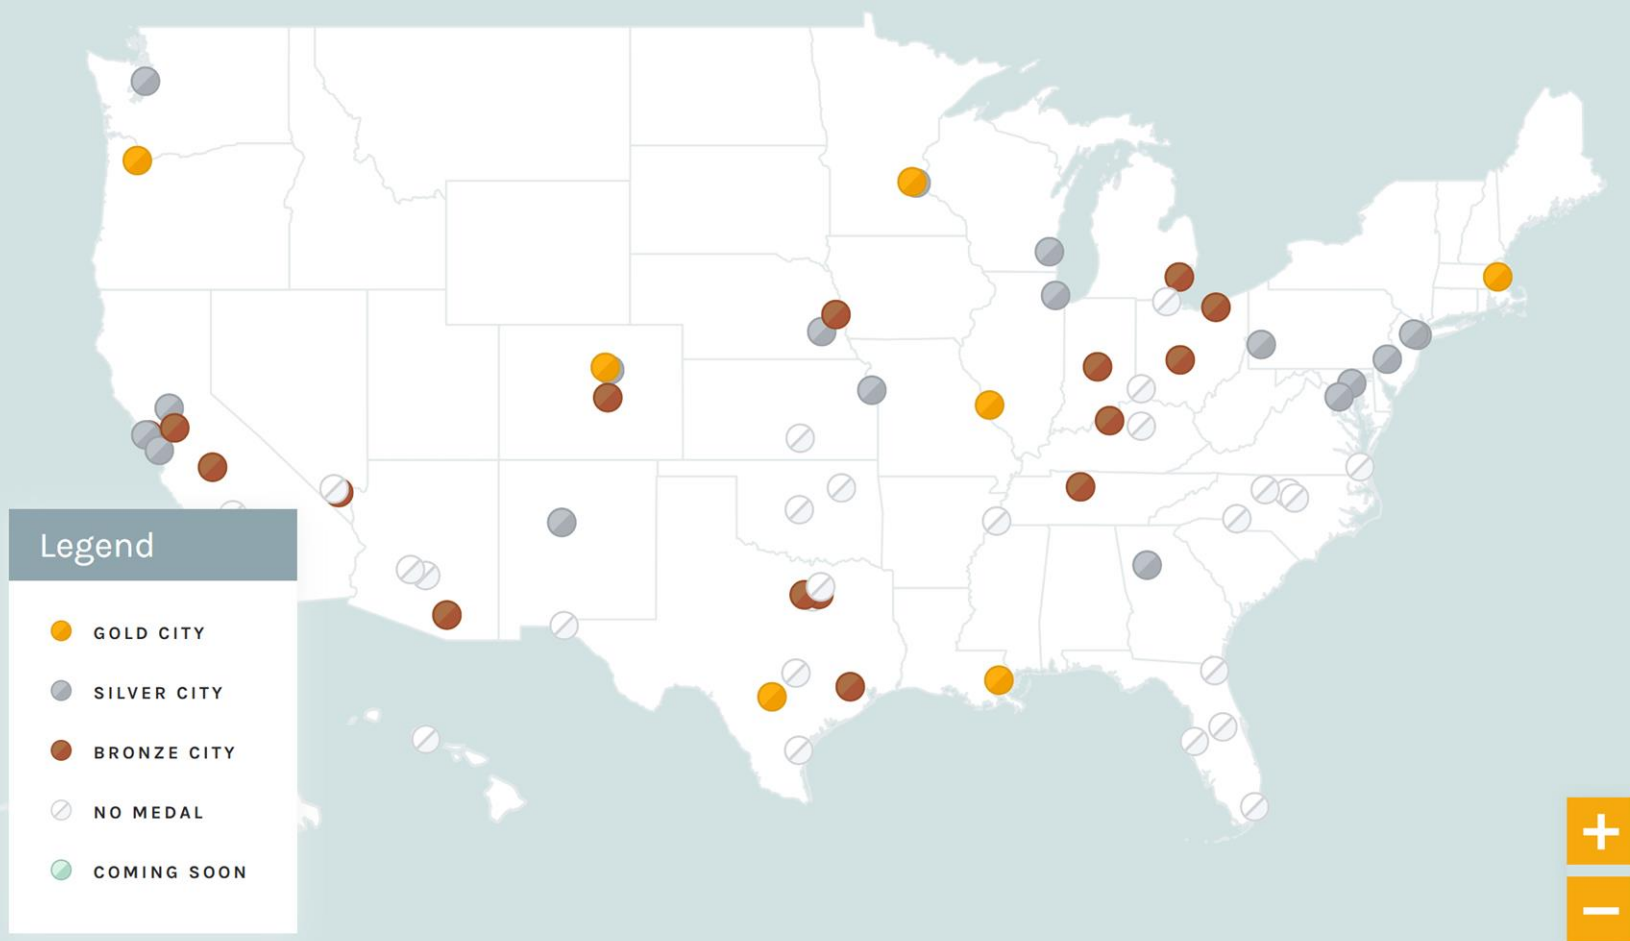 Legend
GOLD CITY
SILVER CITY
BRONZE CITY
NO MEDAL
COMING SOON
+
−